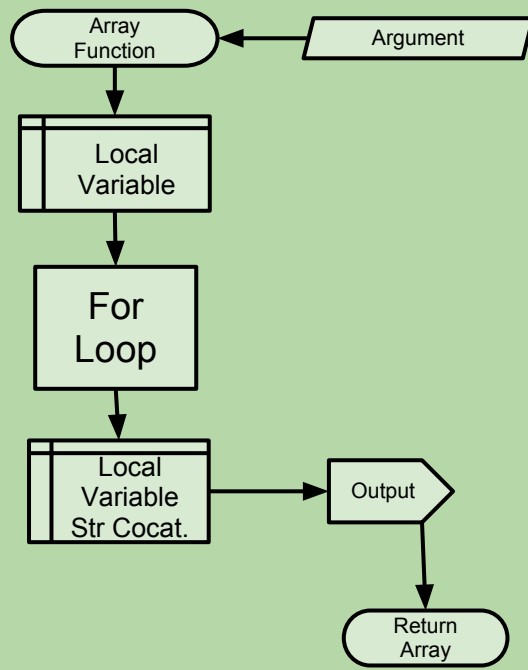 Array
Function
Argument
Local
Variable
For
Loop
Local
Variable
Str Cocat.
Output
Return
Array